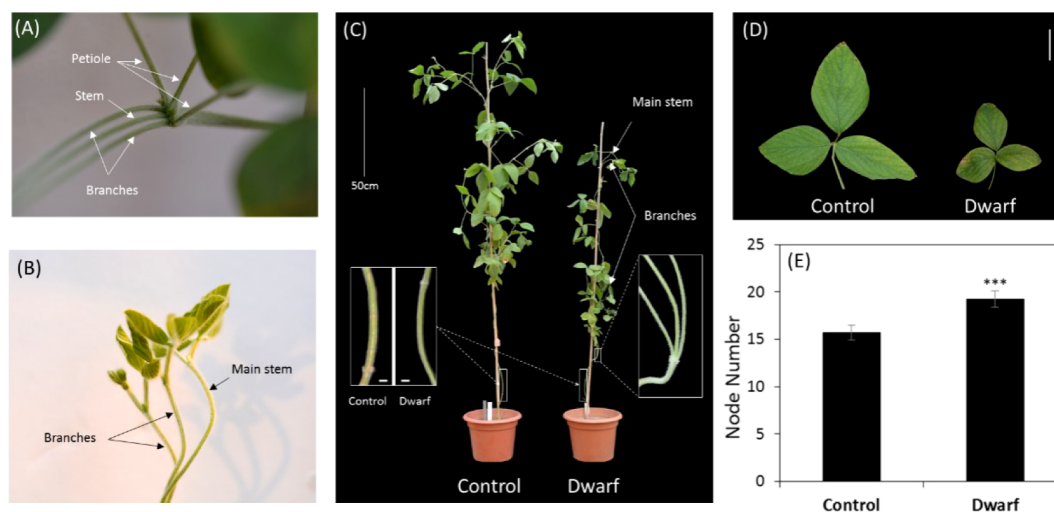 (A)
Petiole
Stem
Branches
(B)
Main stem
Branches
(C)
50cm
Main stem
Branches
Control
Dwarf
Control
Dwarf
(D)
Control
Dwarf
(E)
Node Number
25
20
15
10
5
0
***
Control
Dwarf